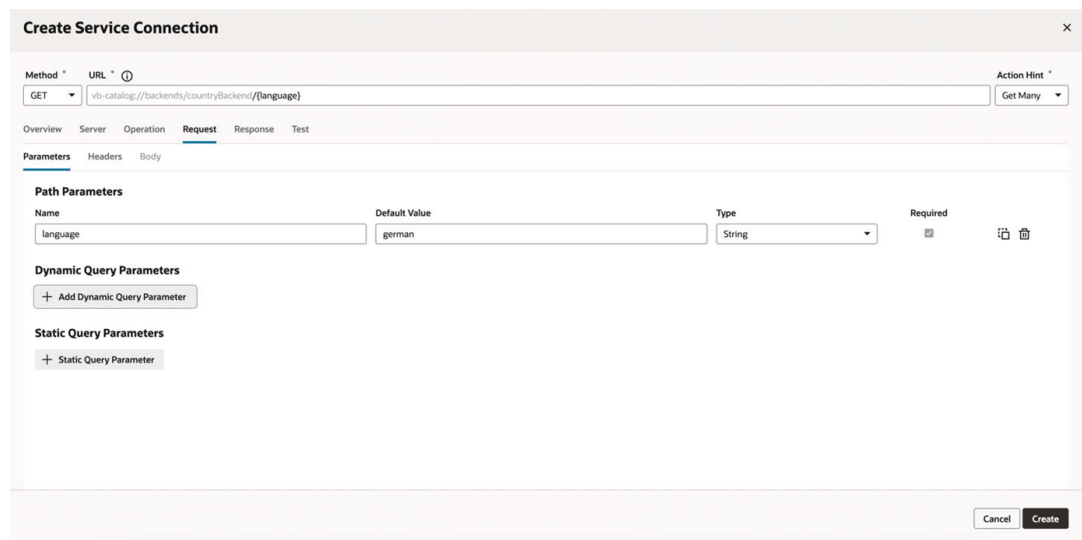 Create Service Connection
Method * URL * Action Hint *
GET vb-catalog://backends/countryBackend/{language} Get Many
Overview Server Operation Request Response Test
Parameters Headers Body
Path Parameters
Name Default Value Type Required
language german String
Dynamic Query Parameters
+ Add Dynamic Query Parameter
Static Query Parameters
+ Static Query Parameter
Cancel Create